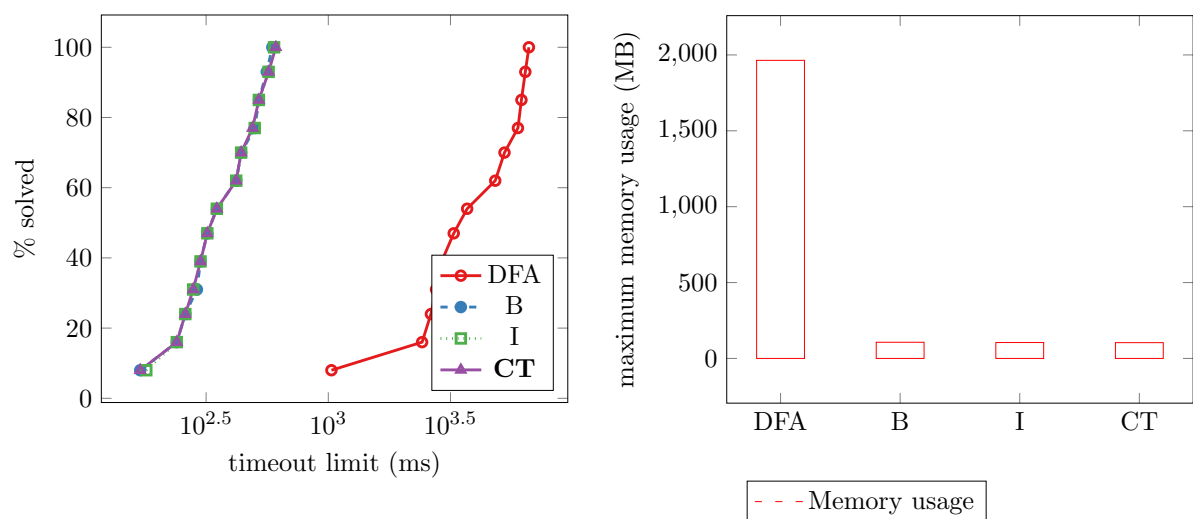 100
80
60
40
20
0
% solved
10^2.5
10^3
10^3.5
timeout limit (ms)
DFA
B
I
CT
2,000
1,500
1,000
500
0
maximum memory usage (MB)
DFA
B
I
CT
Memory usage